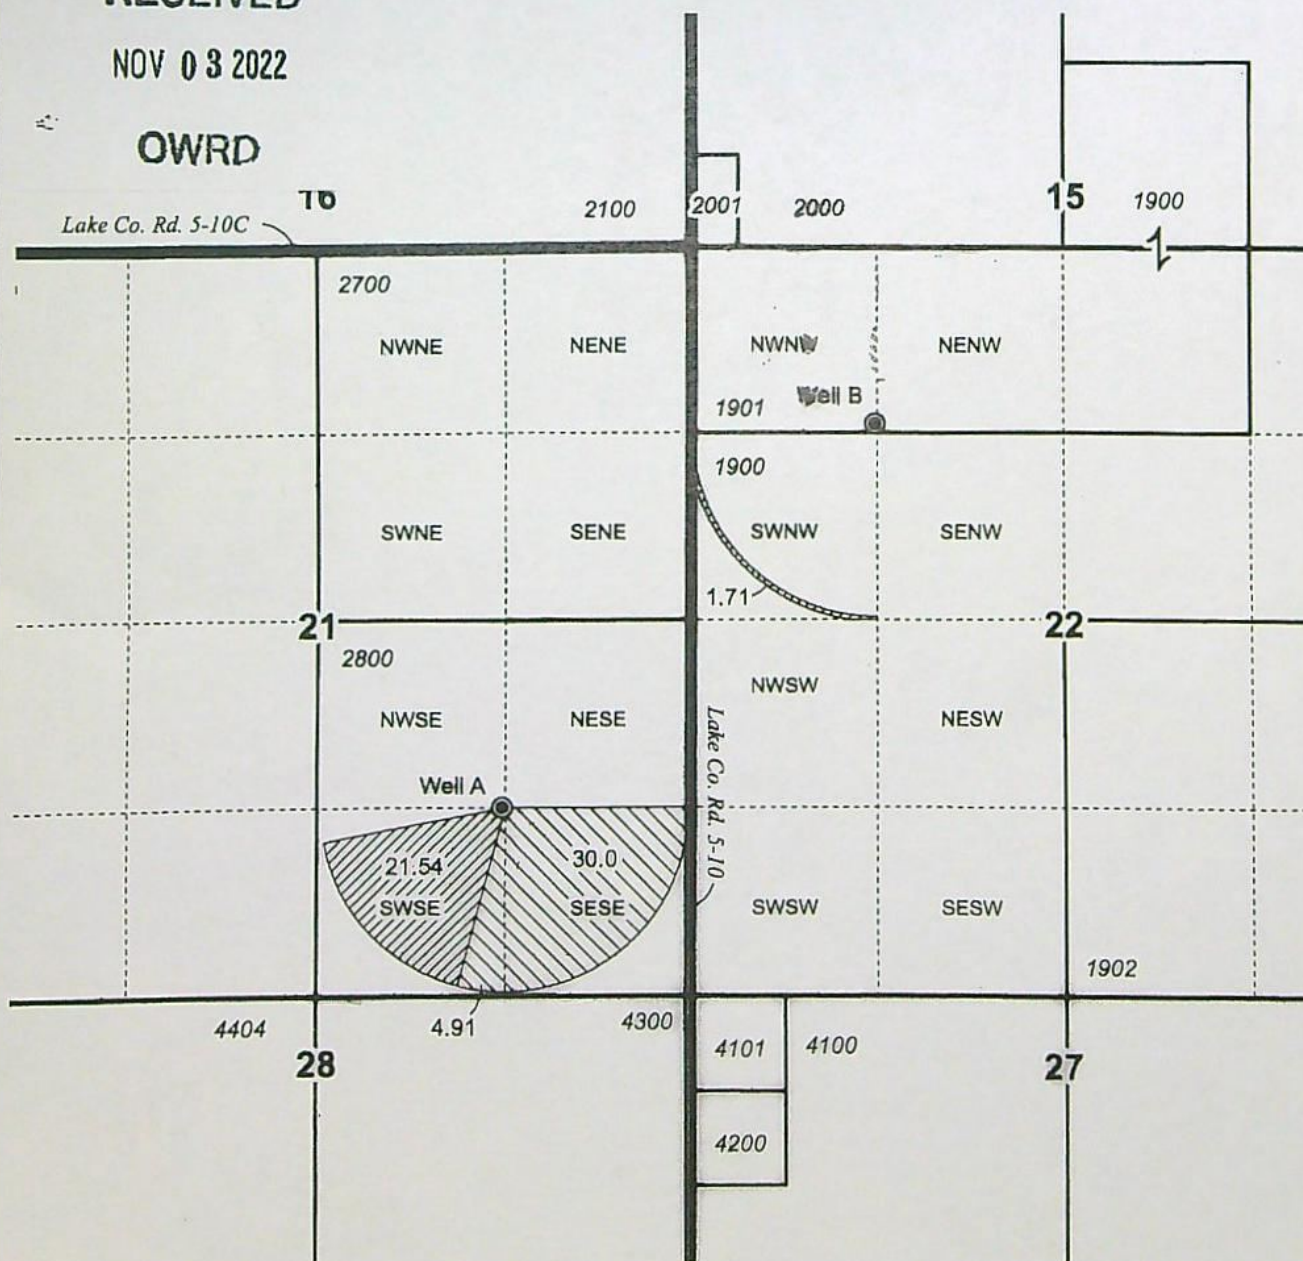 RECEIVED
NOV 03 2022
OWRD
16
2100
2001
2000
15
1900
Lake Co. Rd. 5-10C
2700
NWNE
NENE
NWNW
NENW
Well B
1901
1900
SWNE
SENE
SWNW
SENW
1.71
21
22
2800
NWSE
NESE
NWSW
NESW
Lake Co. Rd. 5-10
Well A
21.54
30.0
SWSE
SESE
SWSW
SESW
1902
4404
4.91
4300
4101
4100
28
27
4200